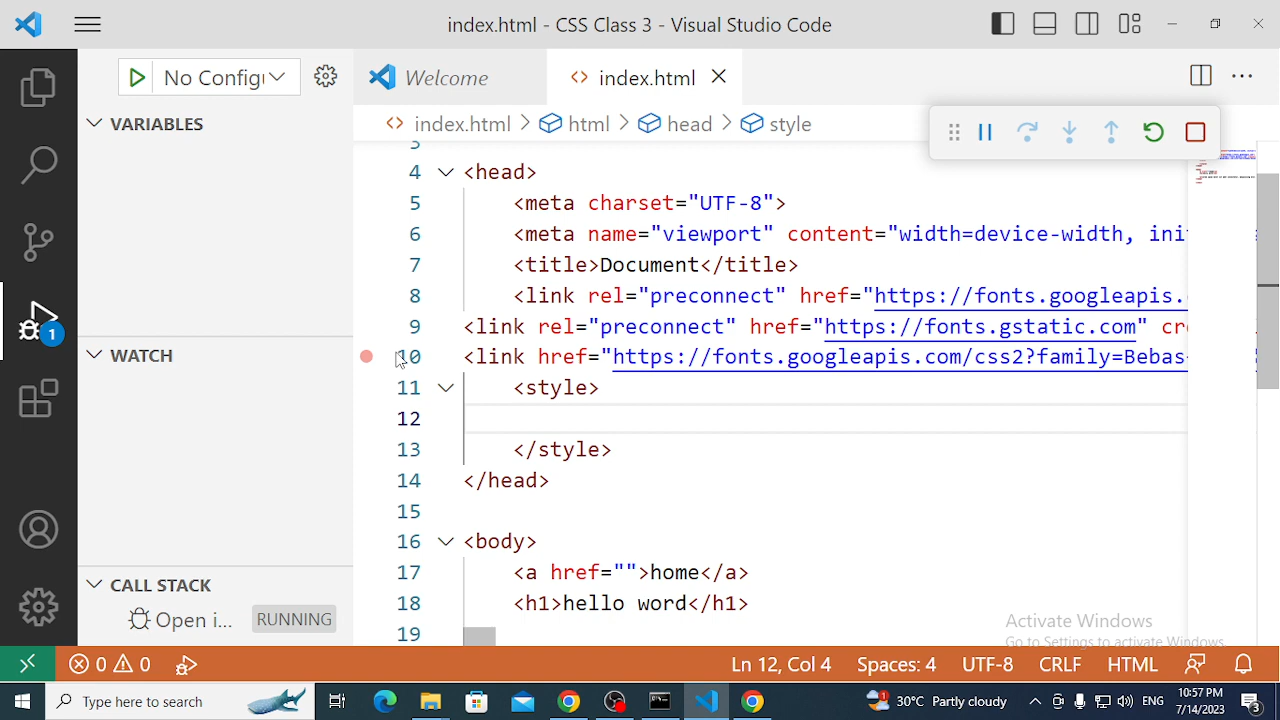 index.html - CSS Class 3 - Visual Studio Code
No Config
Welcome
index.html
VARIABLES
index.html > html > head > style
3
4 <head>
5 <meta charset="UTF-8">
6 <meta name="viewport" content="width=device-width, init
7 <title>Document</title>
8 <link rel="preconnect" href="https://fonts.googleapis.
9 <link rel="preconnect" href="https://fonts.gstatic.com" cro
10 <link href="https://fonts.googleapis.com/css2?family=Bebas
11 <style>
12
13 </style>
14 </head>
15
16 <body>
17 <a href="">home</a>
18 <h1>hello word</h1>
19
1
WATCH
CALL STACK
Open i... RUNNING
Activate Windows
Go to Settings to activate Windows.
0 0
Ln 12, Col 4 Spaces: 4 UTF-8 CRLF HTML
Type here to search
30°C Partly cloudy
ENG
10:57 PM
7/14/2023
3